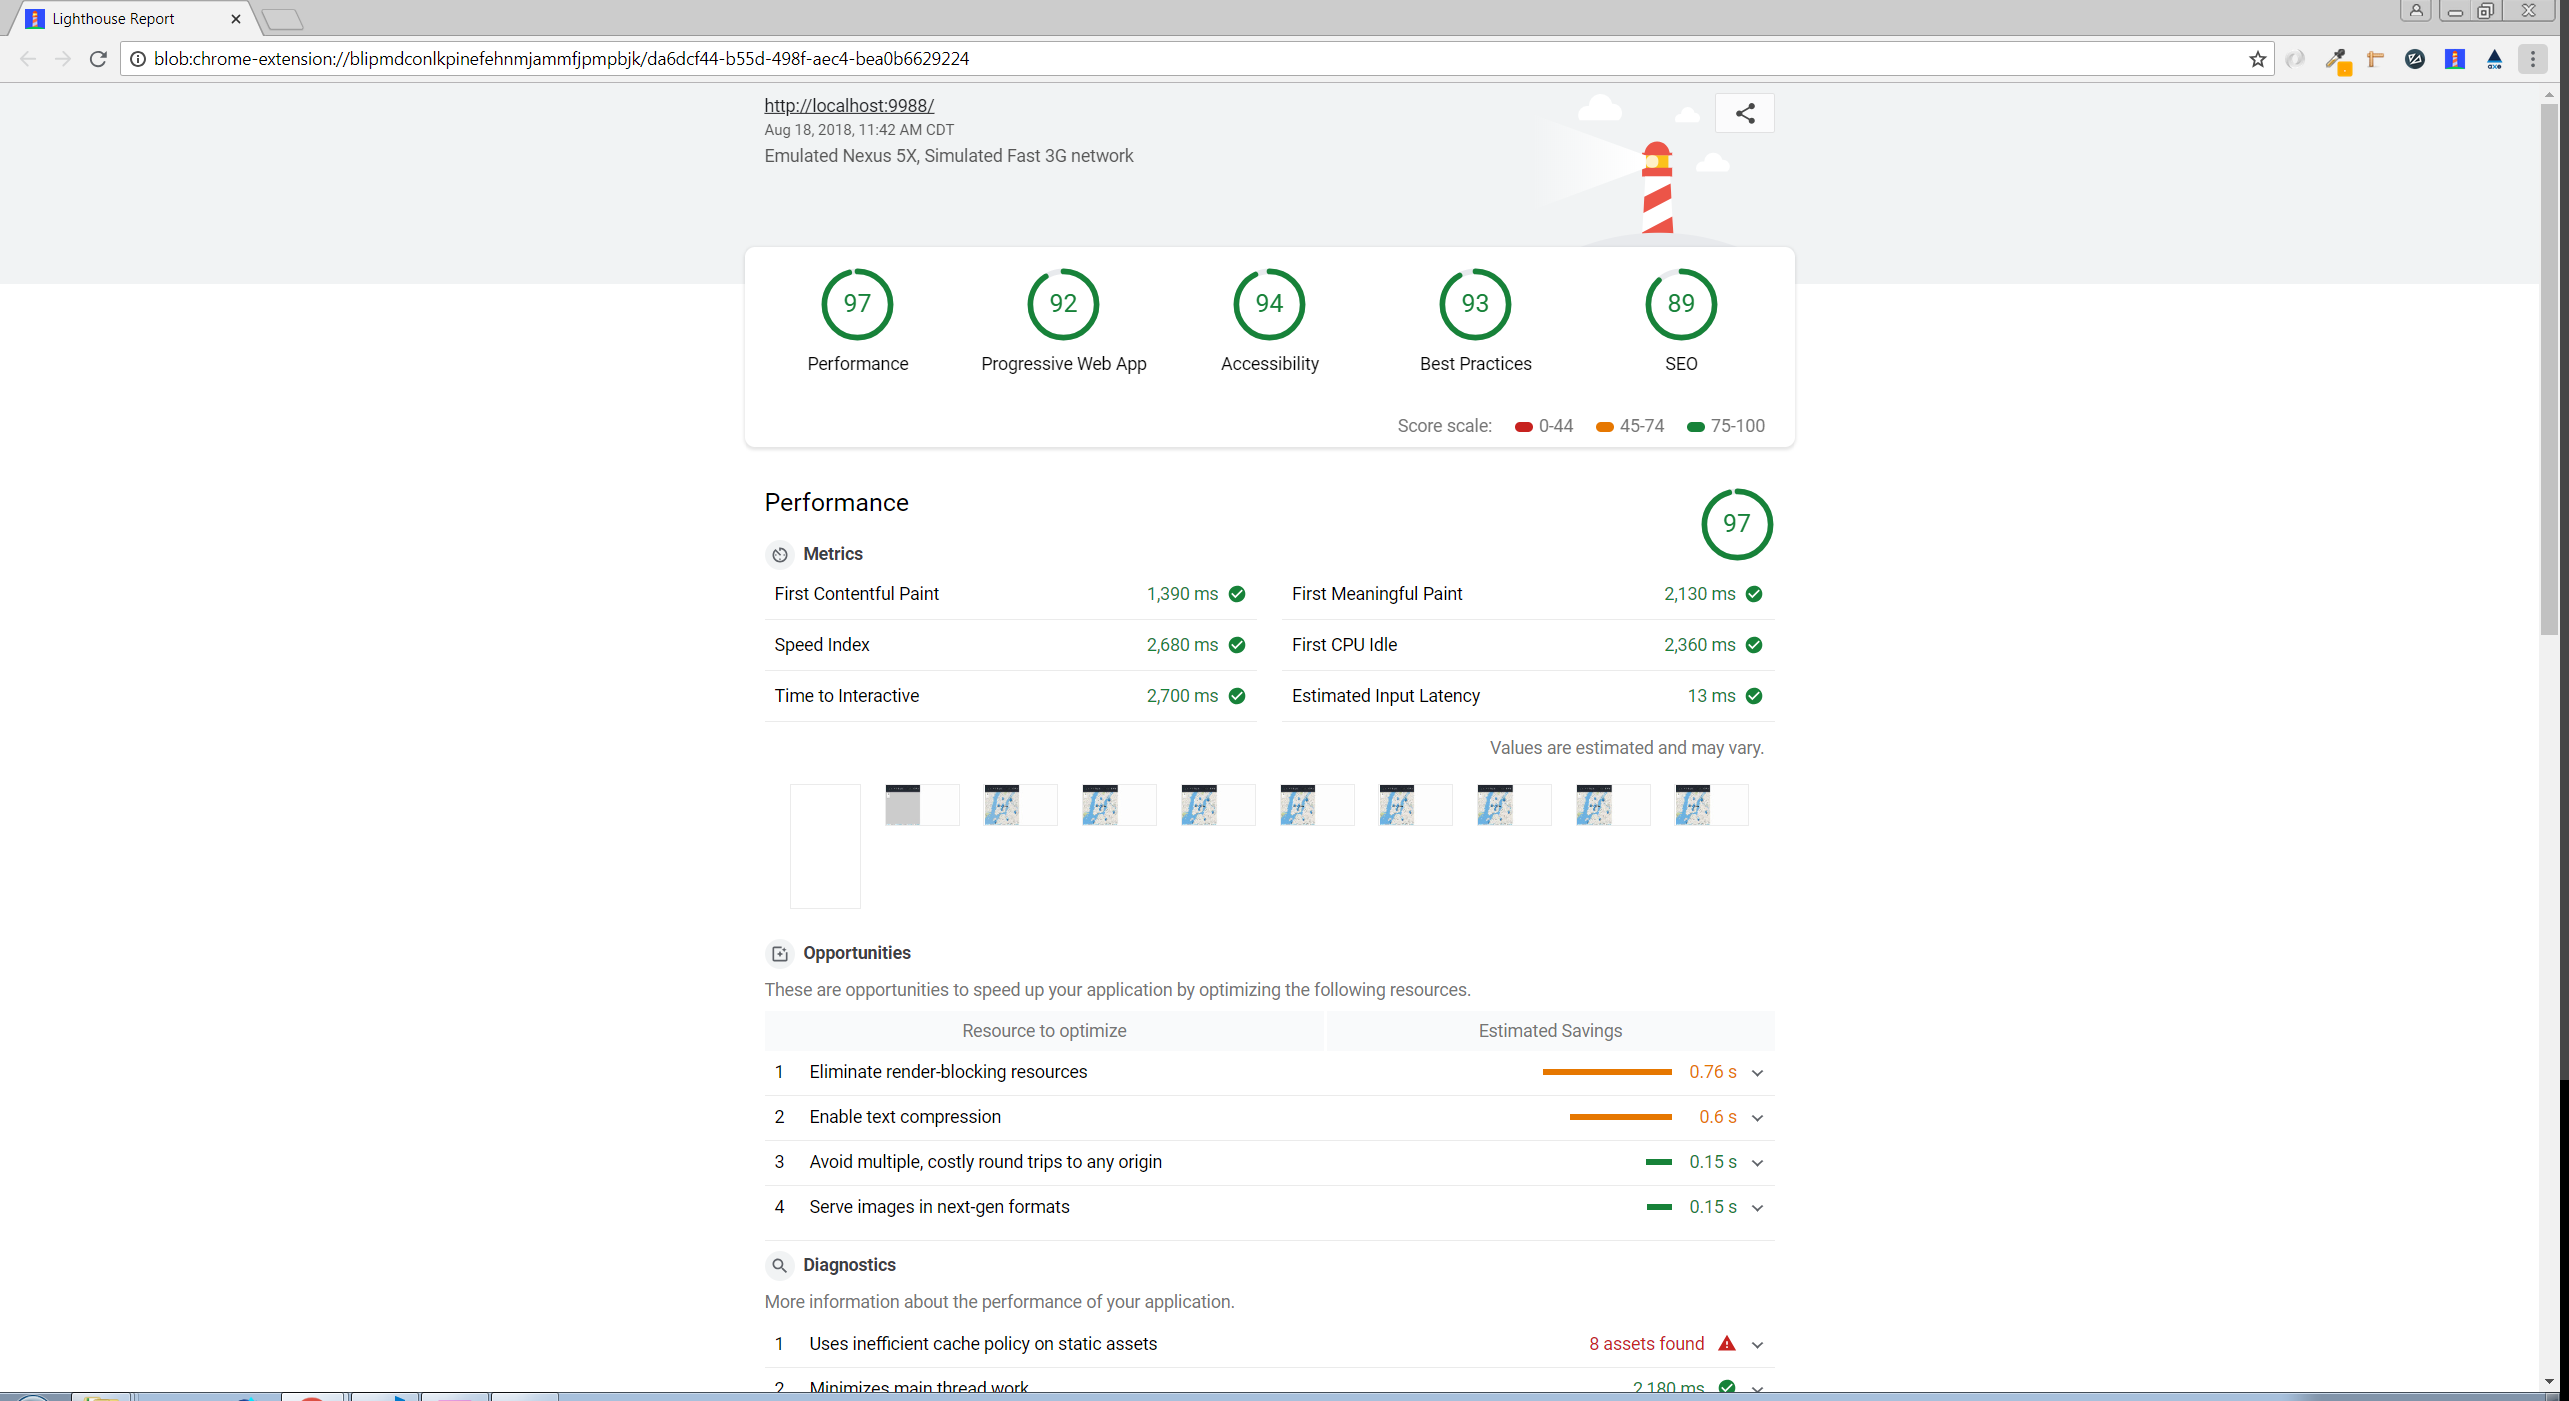 Lighthouse Report
blob:chrome-extension://blipmdconlkpinefehnmjammfjpmpbjk/da6dcf44-b55d-498f-aec4-bea0b6629224
http://localhost:9988/
Aug 18, 2018, 11:42 AM CDT
Emulated Nexus 5X, Simulated Fast 3G network
97 92 94 93 89
Performance Progressive Web App Accessibility Best Practices SEO
Score scale: 0-44 45-74 75-100
Performance 97
Metrics
First Contentful Paint 1,390 ms First Meaningful Paint 2,130 ms
Speed Index 2,680 ms First CPU Idle 2,360 ms
Time to Interactive 2,700 ms Estimated Input Latency 13 ms
Values are estimated and may vary.
Opportunities
These are opportunities to speed up your application by optimizing the following resources.
Resource to optimize Estimated Savings
1 Eliminate render-blocking resources 0.76 s
2 Enable text compression 0.6 s
3 Avoid multiple, costly round trips to any origin 0.15 s
4 Serve images in next-gen formats 0.15 s
Diagnostics
More information about the performance of your application.
1 Uses inefficient cache policy on static assets 8 assets found
2 Minimizes main thread work 2,180 ms